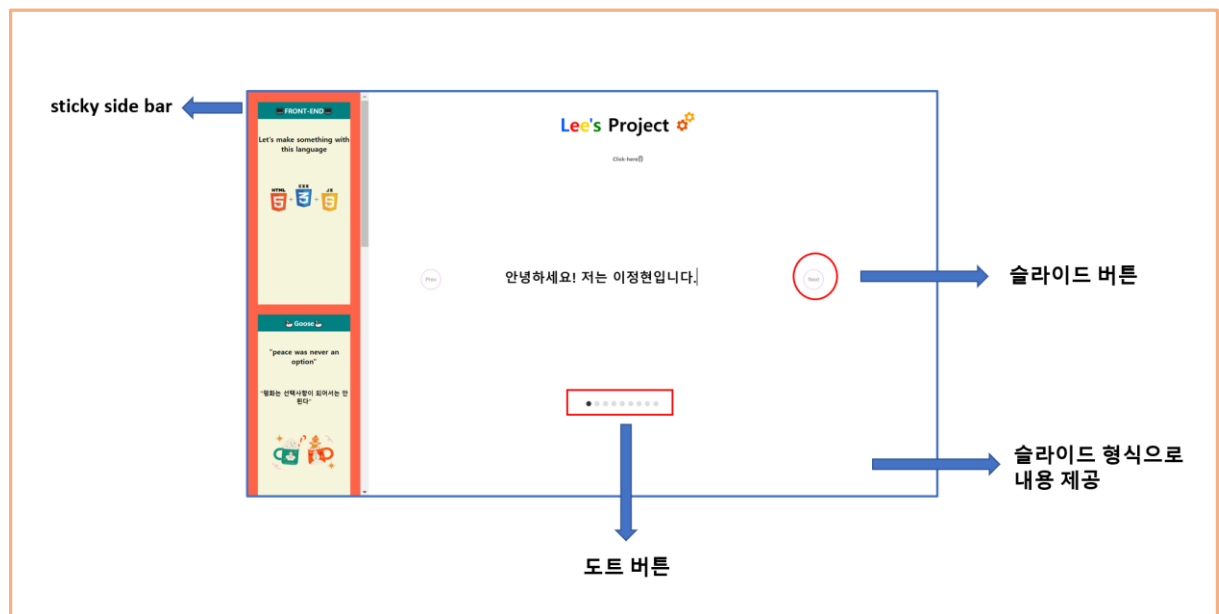 sticky side bar
FRONT-END
Let's make something with
this language
HTML
CSS
JS
Goose
"peace was never an
option"
"평화는 선택사항이 되어서는 안
된다"
Lee's Project
Click-here
Prev
안녕하세요! 저는 이정현입니다.
Next
슬라이드 버튼
슬라이드 형식으로
내용 제공
도트 버튼